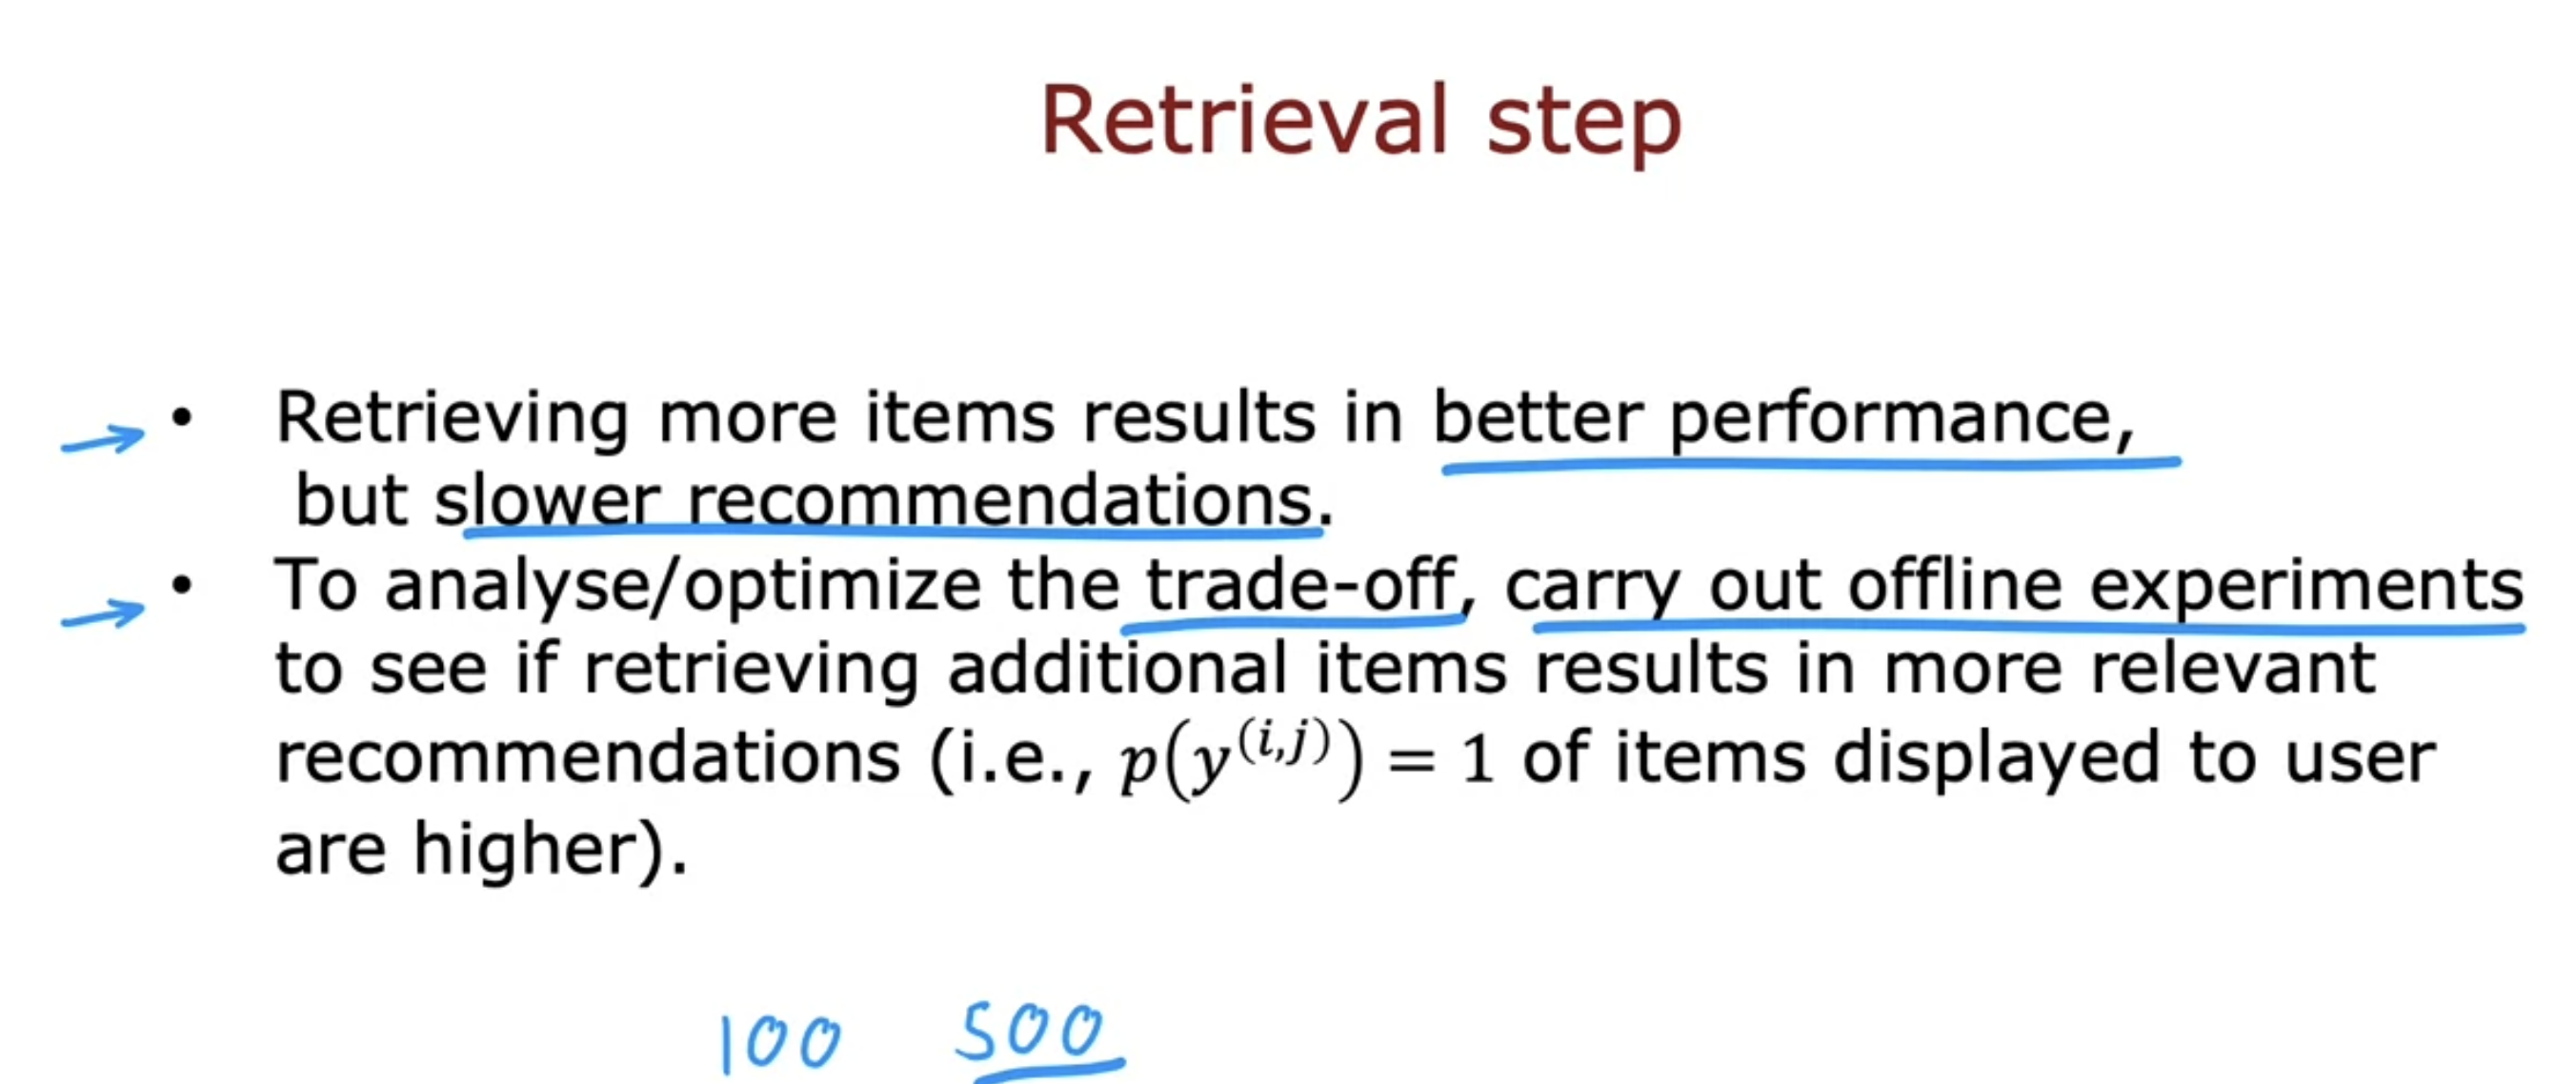 Retrieval step
• Retrieving more items results in better performance,
but slower recommendations.
• To analyse/optimize the trade-off, carry out offline experiments
to see if retrieving additional items results in more relevant
recommendations (i.e., p(y^(i,j)) = 1 of items displayed to user
are higher).
100 500